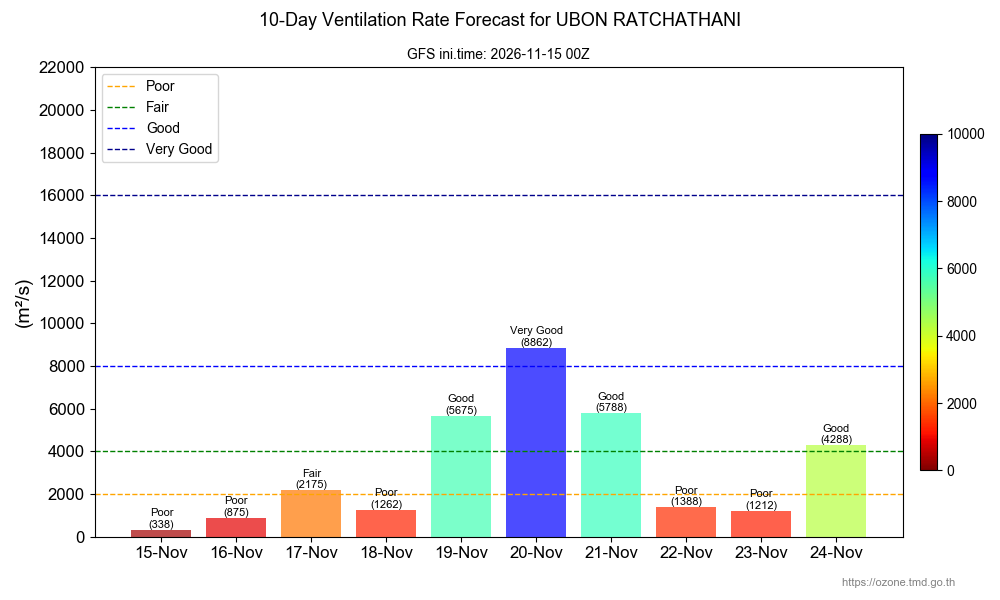 10-Day Ventilation Rate Forecast for UBON RATCHATHANI
GFS ini.time: 2026-11-15 00Z
(m²/s)
22000
20000
18000
16000
14000
12000
10000
8000
6000
4000
2000
0
Poor
Fair
Good
Very Good
Poor
(338)
Poor
(875)
Fair
(2175)
Poor
(1262)
Good
(5675)
Very Good
(8862)
Good
(5788)
Poor
(1388)
Poor
(1212)
Good
(4288)
15-Nov 16-Nov 17-Nov 18-Nov 19-Nov 20-Nov 21-Nov 22-Nov 23-Nov 24-Nov
10000
8000
6000
4000
2000
0
https://ozone.tmd.go.th